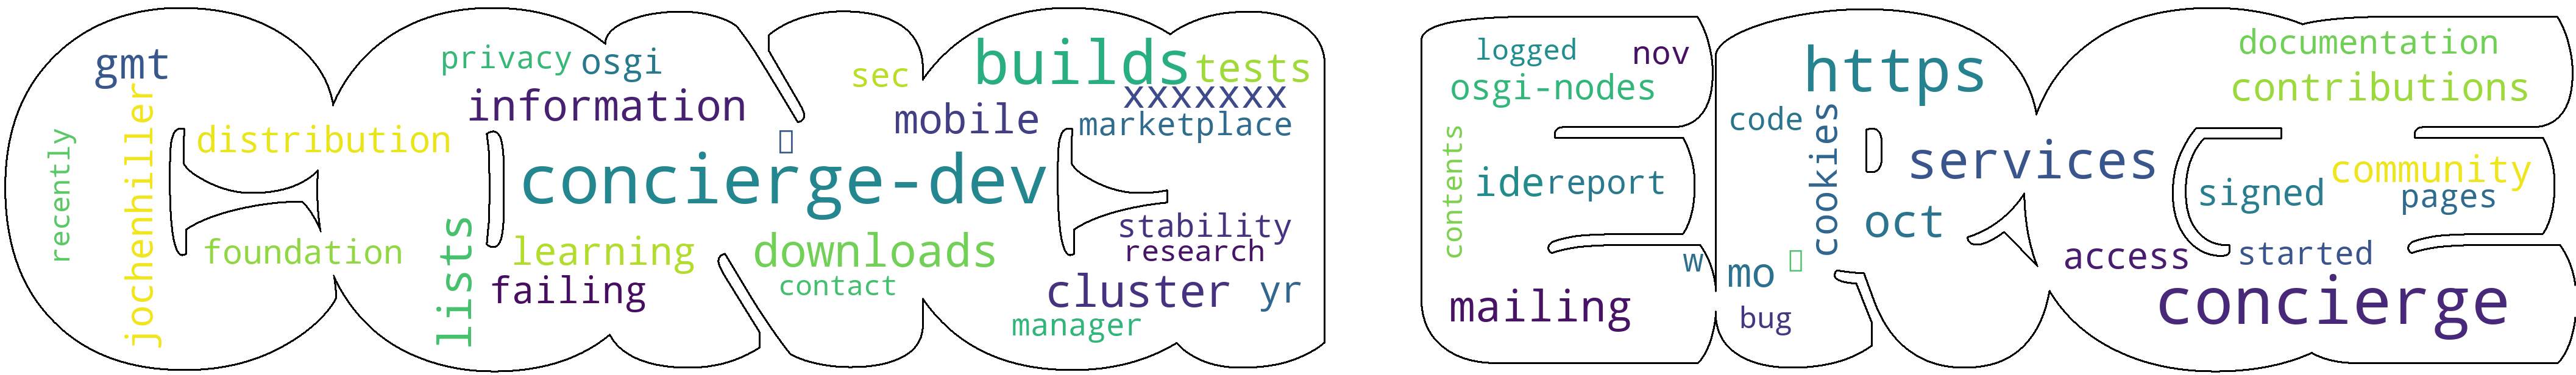 gmt
jochenhiller
recently
distribution
foundation
privacy
osgi
information
concierge-dev
lists
learning
failing
downloads
contact
sec
mobile
builds
tests
xxxxxxx
marketplace
stability
research
cluster
yr
manager
logged
nov
osgi-nodes
contents
ide
report
w
mailing
https
code
cookies
services
oct
mo
bug
documentation
contributions
community
signed
pages
access
started
concierge